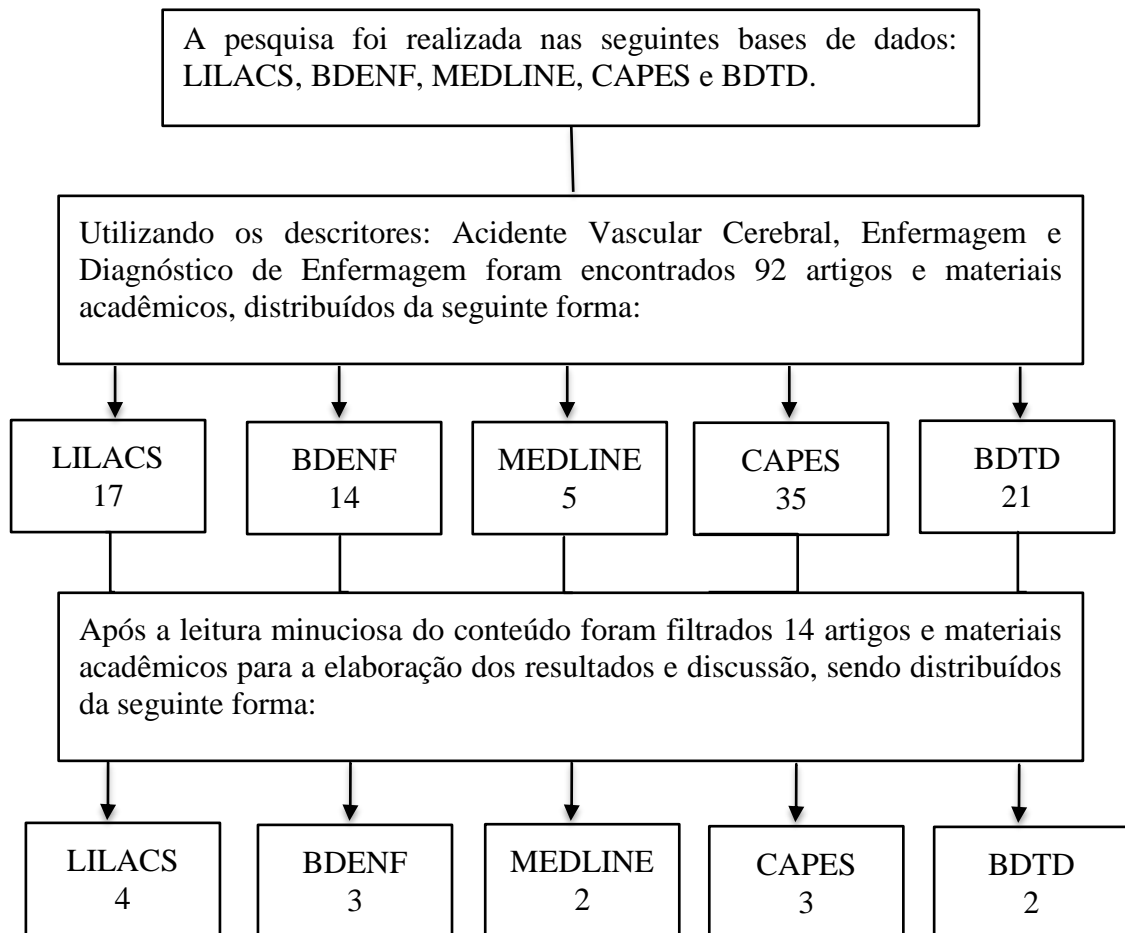 A pesquisa foi realizada nas seguintes bases de dados:
LILACS, BDENF, MEDLINE, CAPES e BDTD.
Utilizando os descritores: Acidente Vascular Cerebral, Enfermagem e
Diagnóstico de Enfermagem foram encontrados 92 artigos e materiais
acadêmicos, distribuídos da seguinte forma:
LILACS
17
BDENF
14
MEDLINE
5
CAPES
35
BDTD
21
Após a leitura minuciosa do conteúdo foram filtrados 14 artigos e materiais
acadêmicos para a elaboração dos resultados e discussão, sendo distribuídos
da seguinte forma:
LILACS
4
BDENF
3
MEDLINE
2
CAPES
3
BDTD
2